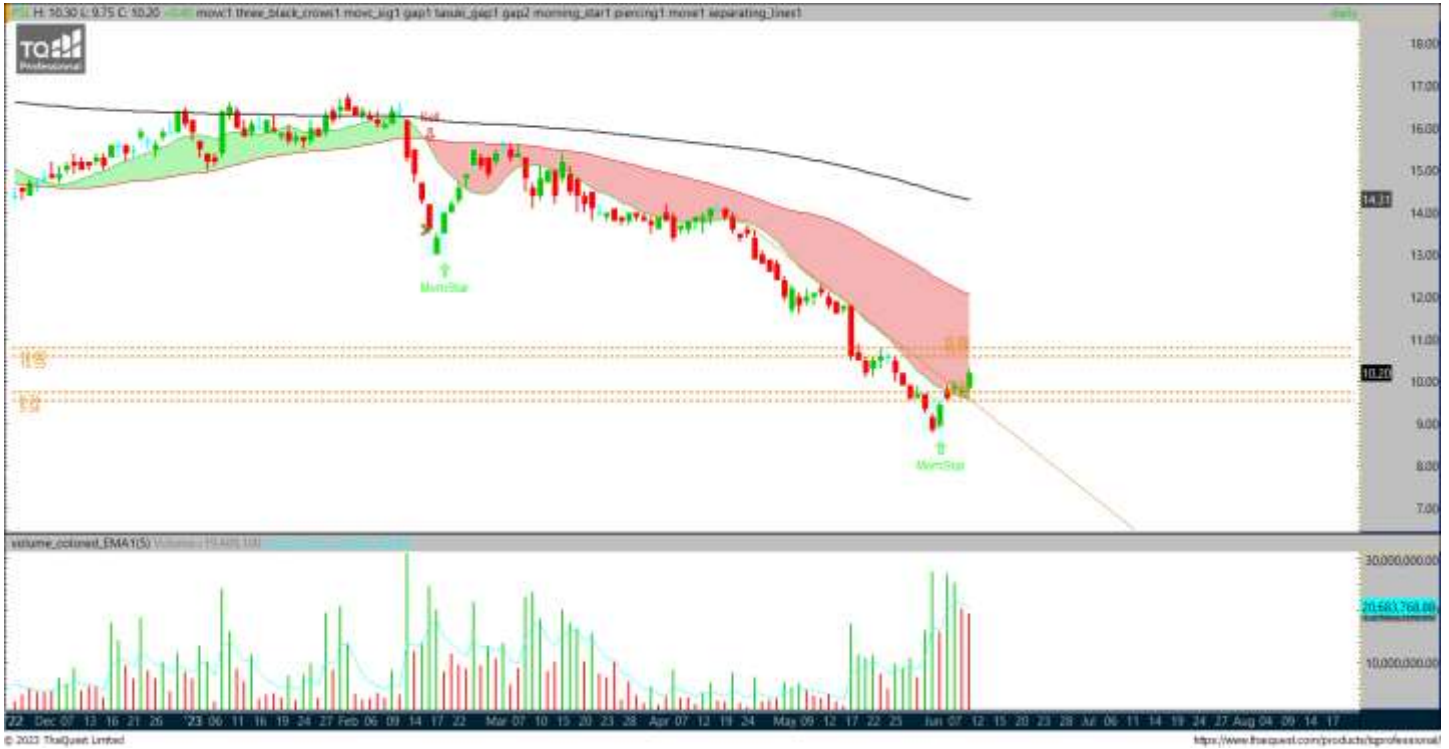 H: 10.30 L: 9.75 C: 10.20 movc1 three_black_crows1 movc_sig1 gap1 tasuki_gap1 gap2 morning_star1 piercing1 move1 separating_lines1
daily
TQ
Professional
18.00
17.00
16.00
15.00
14.31
14.00
13.00
MornStar
12.00
11.00
10.20
10.00
9.00
MornStar
8.00
7.00
volume_colored_EMA1(5)
30,000,000.00
20,683,768.88
10,000,000.00
'22 Dec 07 13 16 21 26 '23 06 11 16 19 24 27 Feb 06 09 14 17 22 Mar 07 10 15 20 23 28 Apr 07 12 19 24 May 09 12 17 22 25 Jun 07 12 15 20 23 28 Jul 06 11 14 19 24 27 Aug 04 09 14 17
© 2023 ThaiQuest Limited
https://www.thaiquest.com/products/tqprofessional/